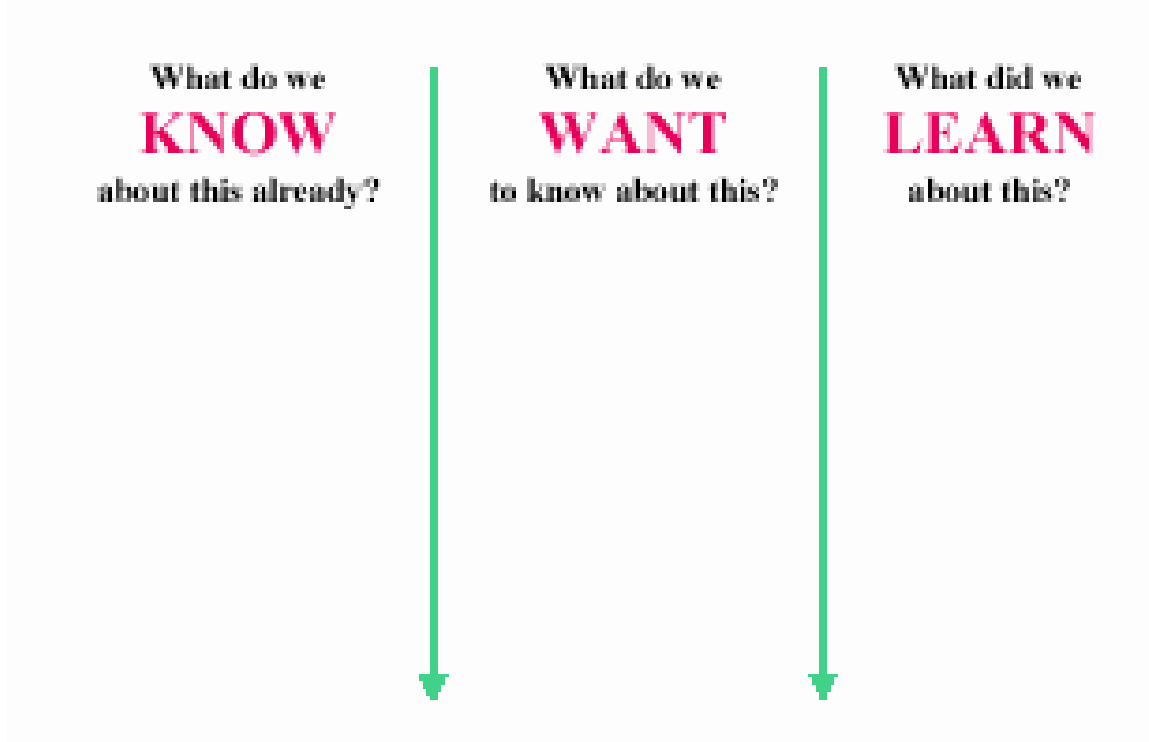 What do we
KNOW
about this already?
What do we
WANT
to know about this?
What did we
LEARN
about this?